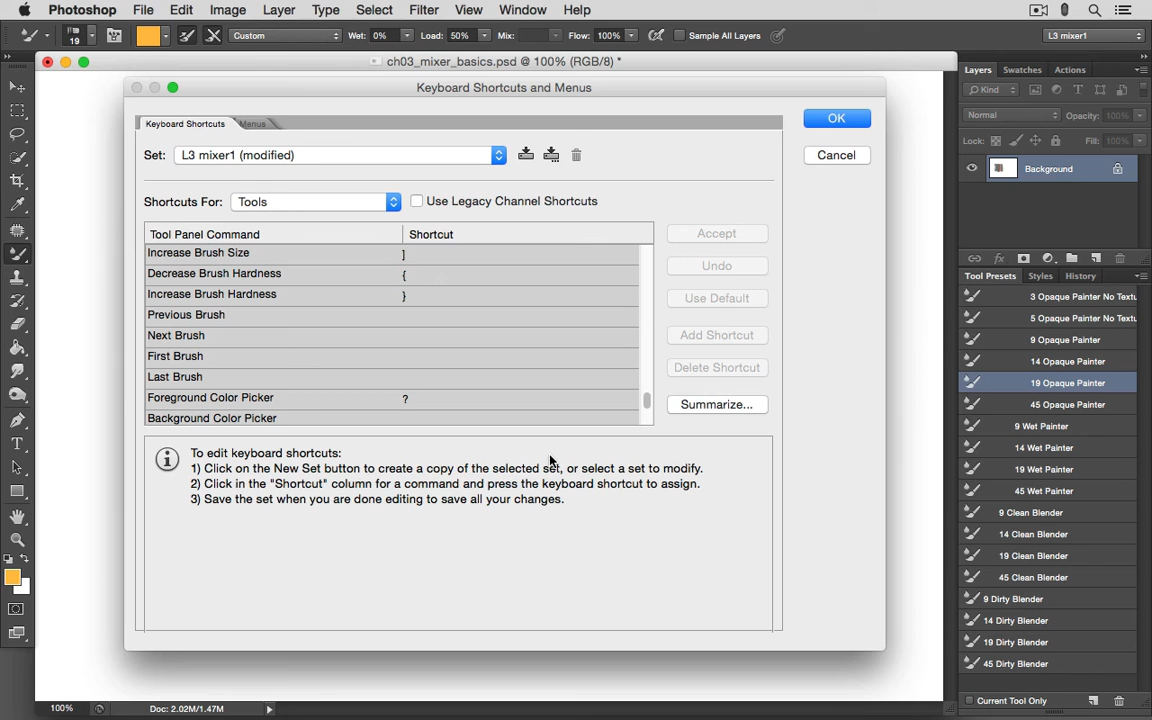 Photoshop File Edit Image Layer Type Select Filter View Window Help
19 Custom Wet: 0% Load: 50% Mix: Flow: 100% Sample All Layers L3 mixer1
ch03_mixer_basics.psd @ 100% (RGB/8) *
Keyboard Shortcuts and Menus
Keyboard Shortcuts Menus
OK
Set: L3 mixer1 (modified)
Cancel
Shortcuts For: Tools Use Legacy Channel Shortcuts
Tool Panel Command Shortcut
Increase Brush Size ]
Decrease Brush Hardness {
Increase Brush Hardness }
Previous Brush
Next Brush
First Brush
Last Brush
Foreground Color Picker ?
Background Color Picker
Accept
Undo
Use Default
Add Shortcut
Delete Shortcut
Summarize...
To edit keyboard shortcuts:
1) Click on the New Set button to create a copy of the selected set, or select a set to modify.
2) Click in the "Shortcut" column for a command and press the keyboard shortcut to assign.
3) Save the set when you are done editing to save all your changes.
100% Doc: 2.02M/1.47M
Layers Swatches Actions
Kind
Normal Opacity: 100%
Lock: Fill: 100%
Background
fx
Tool Presets Styles History
3 Opaque Painter No Textu
5 Opaque Painter No Textu
9 Opaque Painter
14 Opaque Painter
19 Opaque Painter
45 Opaque Painter
9 Wet Painter
14 Wet Painter
19 Wet Painter
45 Wet Painter
9 Clean Blender
14 Clean Blender
19 Clean Blender
45 Clean Blender
9 Dirty Blender
14 Dirty Blender
19 Dirty Blender
45 Dirty Blender
Current Tool Only